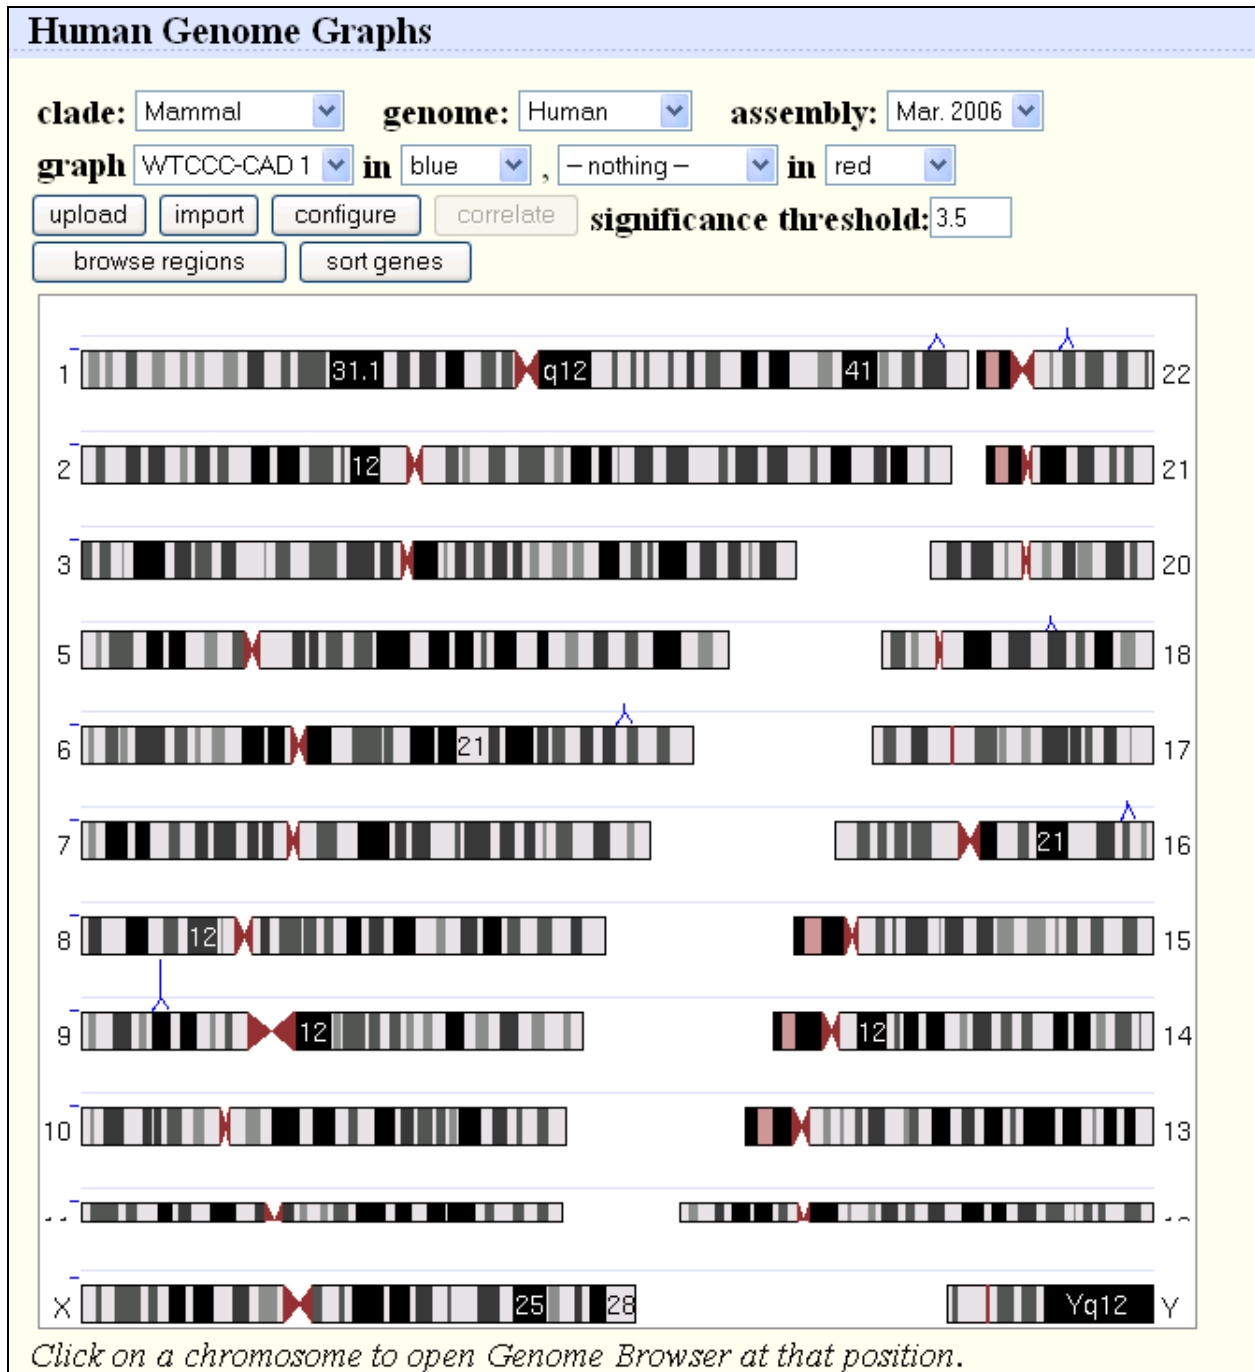 Human Genome Graphs
clade: Mammal genome: Human assembly: Mar. 2006
graph WTCCC-CAD 1 in blue , -- nothing -- in red
upload import configure correlate significance threshold: 3.5
browse regions sort genes
1 31.1 q12 41 22
2 12 21
3 20
5 18
6 21 17
7 21 16
8 12 15
9 12 12 14
10 13
X 25 28 Yq12 Y
Click on a chromosome to open Genome Browser at that position.